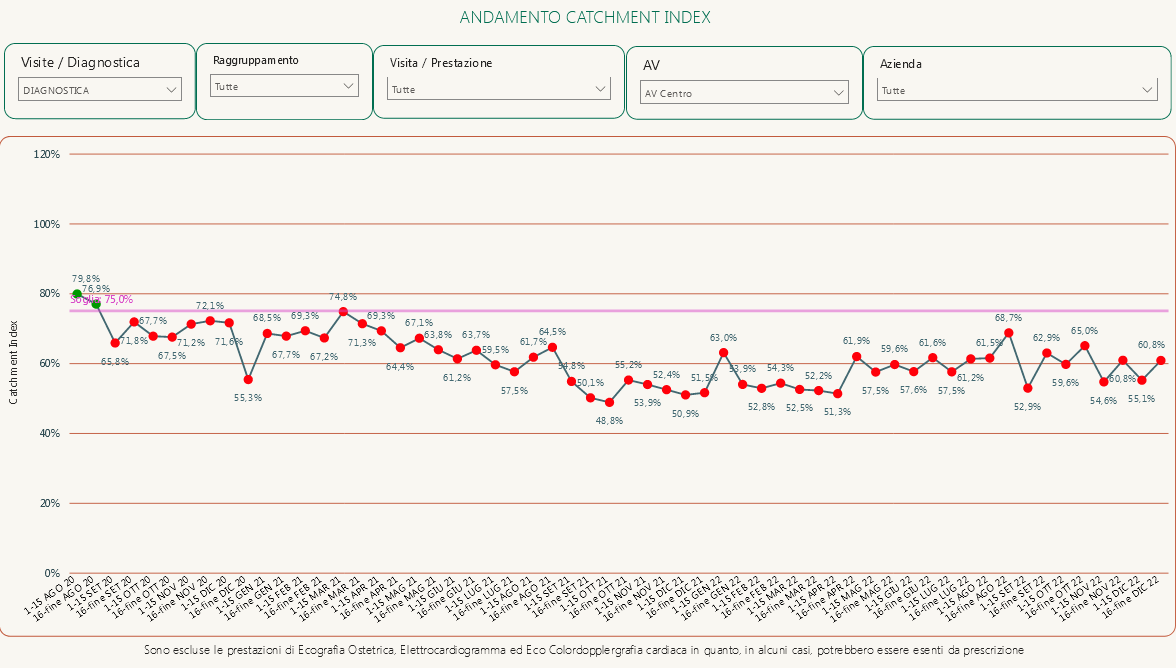 ANDAMENTO CATCHMENT INDEX
Visite / Diagnostica
DIAGNOSTICA
Raggruppamento
Tutte
Visita / Prestazione
Tutte
AV
AV Centro
Azienda
Tutte
Catchment Index
120%
100%
80%
60%
40%
20%
0%
Soglia: 75,0%
79,8%
76,9%
65,8%
71,8%
67,7%
67,5%
71,2%
72,1%
71,6%
55,3%
68,5%
67,7%
69,3%
67,2%
74,8%
71,3%
69,3%
64,4%
67,1%
63,8%
61,2%
63,7%
59,5%
57,5%
61,7%
64,5%
54,8%
50,1%
48,8%
55,2%
53,9%
52,4%
50,9%
51,5%
63,0%
53,9%
52,8%
54,3%
52,5%
52,2%
51,3%
61,9%
57,5%
59,6%
57,6%
61,6%
57,5%
61,2%
61,5%
68,7%
52,9%
62,9%
59,6%
65,0%
54,6%
60,8%
55,1%
60,8%
1-15 AGO 20
16-fine AGO 20
1-15 SET 20
16-fine SET 20
1-15 OTT 20
16-fine OTT 20
1-15 NOV 20
16-fine NOV 20
1-15 DIC 20
16-fine DIC 20
1-15 GEN 21
16-fine GEN 21
1-15 FEB 21
16-fine FEB 21
1-15 MAR 21
16-fine MAR 21
1-15 APR 21
16-fine APR 21
1-15 MAG 21
16-fine MAG 21
1-15 GIU 21
16-fine GIU 21
1-15 LUG 21
16-fine LUG 21
1-15 AGO 21
16-fine AGO 21
1-15 SET 21
16-fine SET 21
1-15 OTT 21
16-fine OTT 21
1-15 NOV 21
16-fine NOV 21
1-15 DIC 21
16-fine DIC 21
1-15 GEN 22
16-fine GEN 22
1-15 FEB 22
16-fine FEB 22
1-15 MAR 22
16-fine MAR 22
1-15 APR 22
16-fine APR 22
1-15 MAG 22
16-fine MAG 22
1-15 GIU 22
16-fine GIU 22
1-15 LUG 22
16-fine LUG 22
1-15 AGO 22
16-fine AGO 22
1-15 SET 22
16-fine SET 22
1-15 OTT 22
16-fine OTT 22
1-15 NOV 22
16-fine NOV 22
1-15 DIC 22
16-fine DIC 22
Sono escluse le prestazioni di Ecografia Ostetrica, Elettrocardiogramma ed Eco Colordopplergrafia cardiaca in quanto, in alcuni casi, potrebbero essere esenti da prescrizione